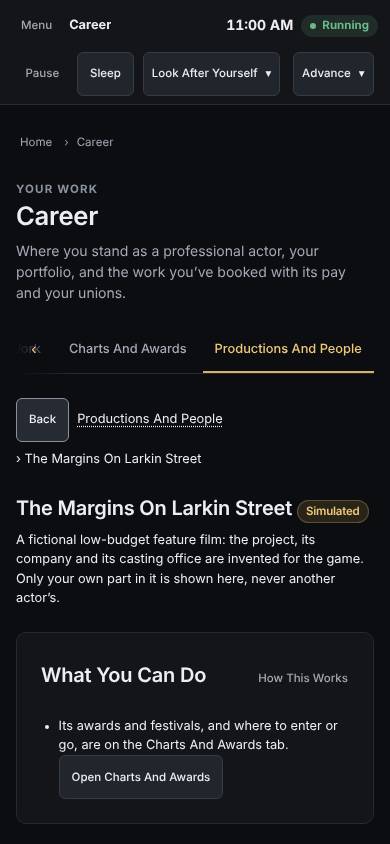 Menu Career 11:00 AM Running
Pause Sleep Look After Yourself ▾ Advance ▾
Home › Career
YOUR WORK
Career
Where you stand as a professional actor, your
portfolio, and the work you’ve booked with its pay
and your unions.
‹ Charts And Awards Productions And People
Back Productions And People
› The Margins On Larkin Street
The Margins On Larkin Street Simulated
A fictional low-budget feature film: the project, its
company and its casting office are invented for the game.
Only your own part in it is shown here, never another
actor’s.
What You Can Do How This Works
• Its awards and festivals, and where to enter or
go, are on the Charts And Awards tab.
Open Charts And Awards